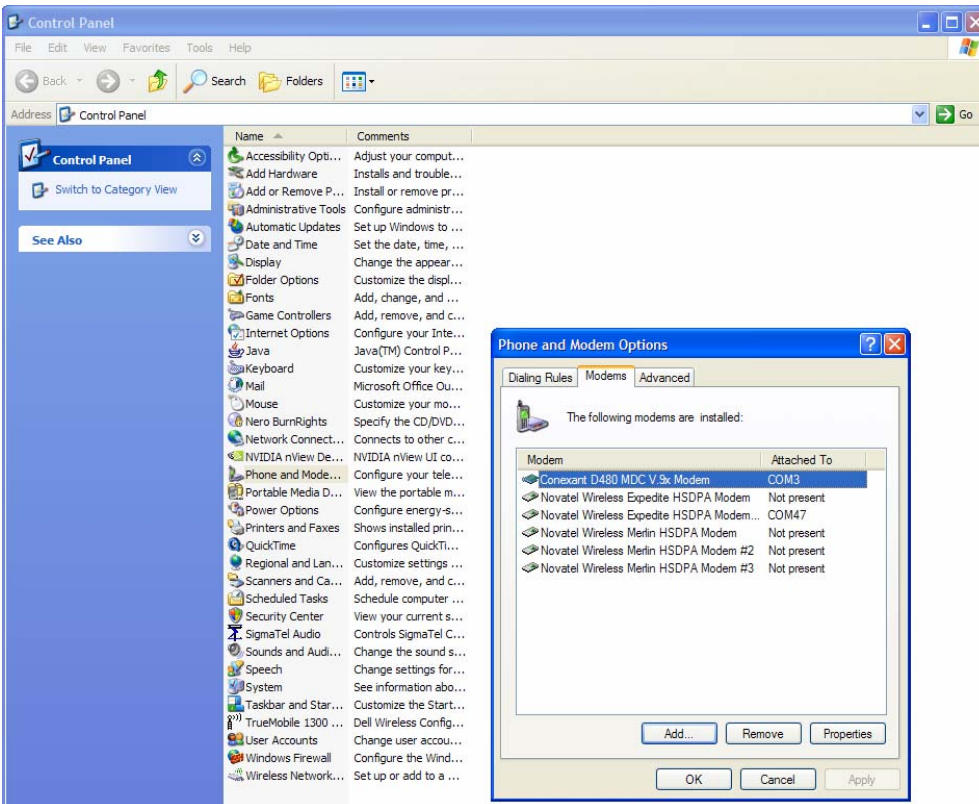 Control Panel
File Edit View Favorites Tools Help
Back Search Folders
Address Control Panel Go
Control Panel
Switch to Category View
See Also
Name Comments
Accessibility Opti... Adjust your comput...
Add Hardware Installs and trouble...
Add or Remove P... Install or remove pr...
Administrative Tools Configure administr...
Automatic Updates Set up Windows to ...
Date and Time Set the date, time, ...
Display Change the appear...
Folder Options Customize the displ...
Fonts Add, change, and ...
Game Controllers Add, remove, and c...
Internet Options Configure your Inte...
Java Java(TM) Control P...
Keyboard Customize your key...
Mail Microsoft Office Ou...
Mouse Customize your mo...
Nero BurnRights Specify the CD/DVD...
Network Connect... Connects to other c...
NVIDIA nView De... NVIDIA nView UI co...
Phone and Mode... Configure your tele...
Portable Media D... View the portable m...
Power Options Configure energy-s...
Printers and Faxes Shows installed prin...
QuickTime Configures QuickTi...
Regional and Lan... Customize settings ...
Scanners and Ca... Add, remove, and c...
Scheduled Tasks Schedule computer ...
Security Center View your current s...
SigmaTel Audio Controls SigmaTel C...
Sounds and Audi... Change the sound s...
Speech Change settings for...
System See information abo...
Taskbar and Star... Customize the Start...
TrueMobile 1300 ... Dell Wireless Config...
User Accounts Change user accou...
Windows Firewall Configure the Wind...
Wireless Network... Set up or add to a ...
Phone and Modem Options
Dialing Rules Modems Advanced
The following modems are installed:
Modem Attached To
Conexant D480 MDC V.9x Modem COM3
Novatel Wireless Expedite HSDPA Modem Not present
Novatel Wireless Expedite HSDPA Modem... COM47
Novatel Wireless Merlin HSDPA Modem Not present
Novatel Wireless Merlin HSDPA Modem #2 Not present
Novatel Wireless Merlin HSDPA Modem #3 Not present
Add... Remove Properties
OK Cancel Apply